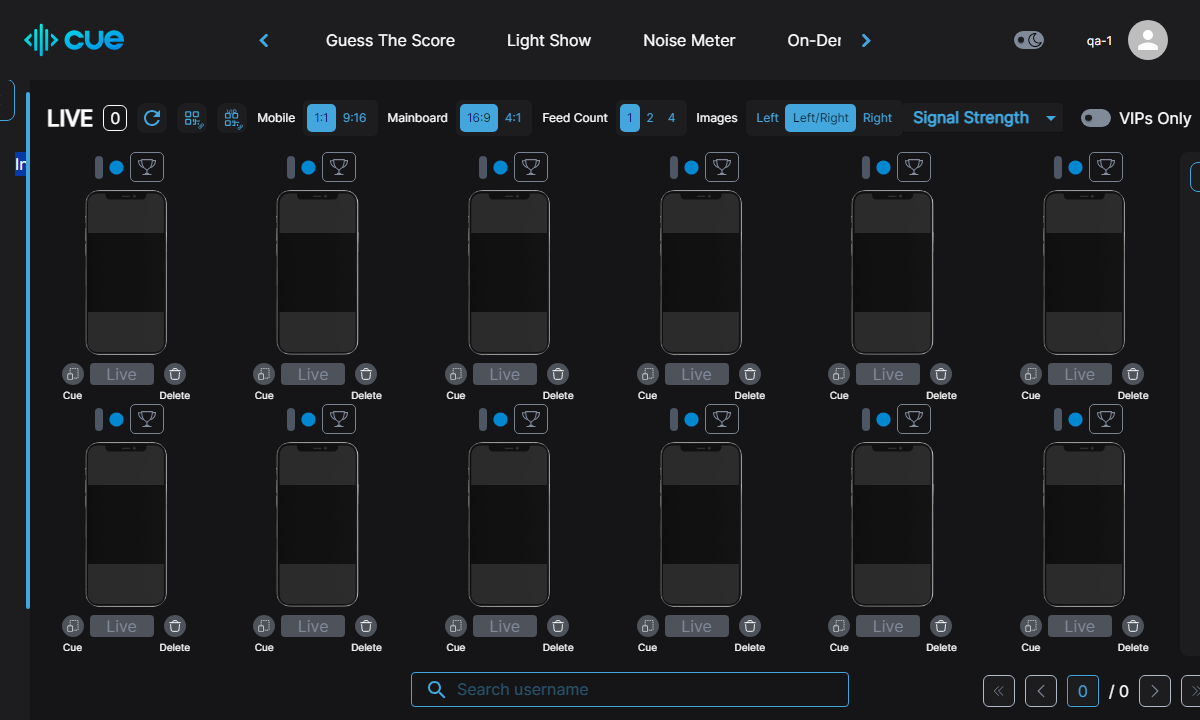 cue
Guess The Score
Light Show
Noise Meter
On-Der
qa-1
LIVE 0 Mobile 1:1 9:16 Mainboard 16:9 4:1 Feed Count 1 2 4 Images Left Left/Right Right Signal Strength VIPs Only
In
Live Live Live Live Live Live
Cue Delete Cue Delete Cue Delete Cue Delete Cue Delete Cue Delete
Live Live Live Live Live Live
Cue Delete Cue Delete Cue Delete Cue Delete Cue Delete Cue Delete
Search username
0 / 0